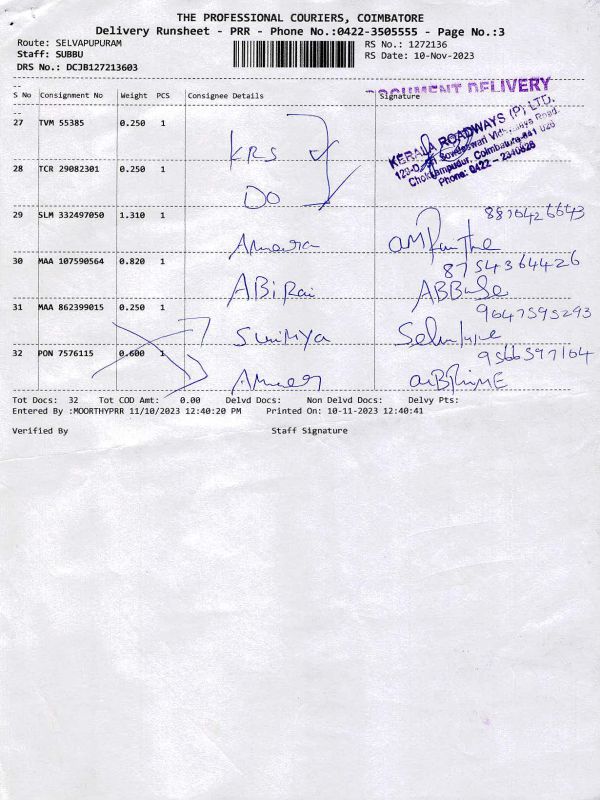 THE PROFESSIONAL COURIERS, COIMBATORE
Delivery Runsheet - PRR - Phone No.:0422-3505555 - Page No.:3
Route: SELVAPUPURAM
RS No.: 1272136
Staff: SUBBU
RS Date: 10-Nov-2023
DRS No.: DCJB127213603
DOCUMENT DELIVERY
S No Consignment No Weight PCS Consignee Details Signature
KERALA ROADWAYS (P) LTD.
Coimbatore-641 026
Phone: 0422 - 2340828
27 TVM 55385 0.250 1 KRS
28 TCR 29082301 0.250 1 DO
29 SLM 332497050 1.310 1
30 MAA 107590564 0.820 1 ABiRai
8754364426
31 MAA 862399015 0.250 1
9647595293
32 PON 7576115 0.600 1
9566597164
Tot Docs: 32 Tot COD Amt: 0.00 Delvd Docs: Non Delvd Docs: Delvy Pts:
Entered By :MOORTHYPRR 11/10/2023 12:40:20 PM Printed On: 10-11-2023 12:40:41
Verified By Staff Signature